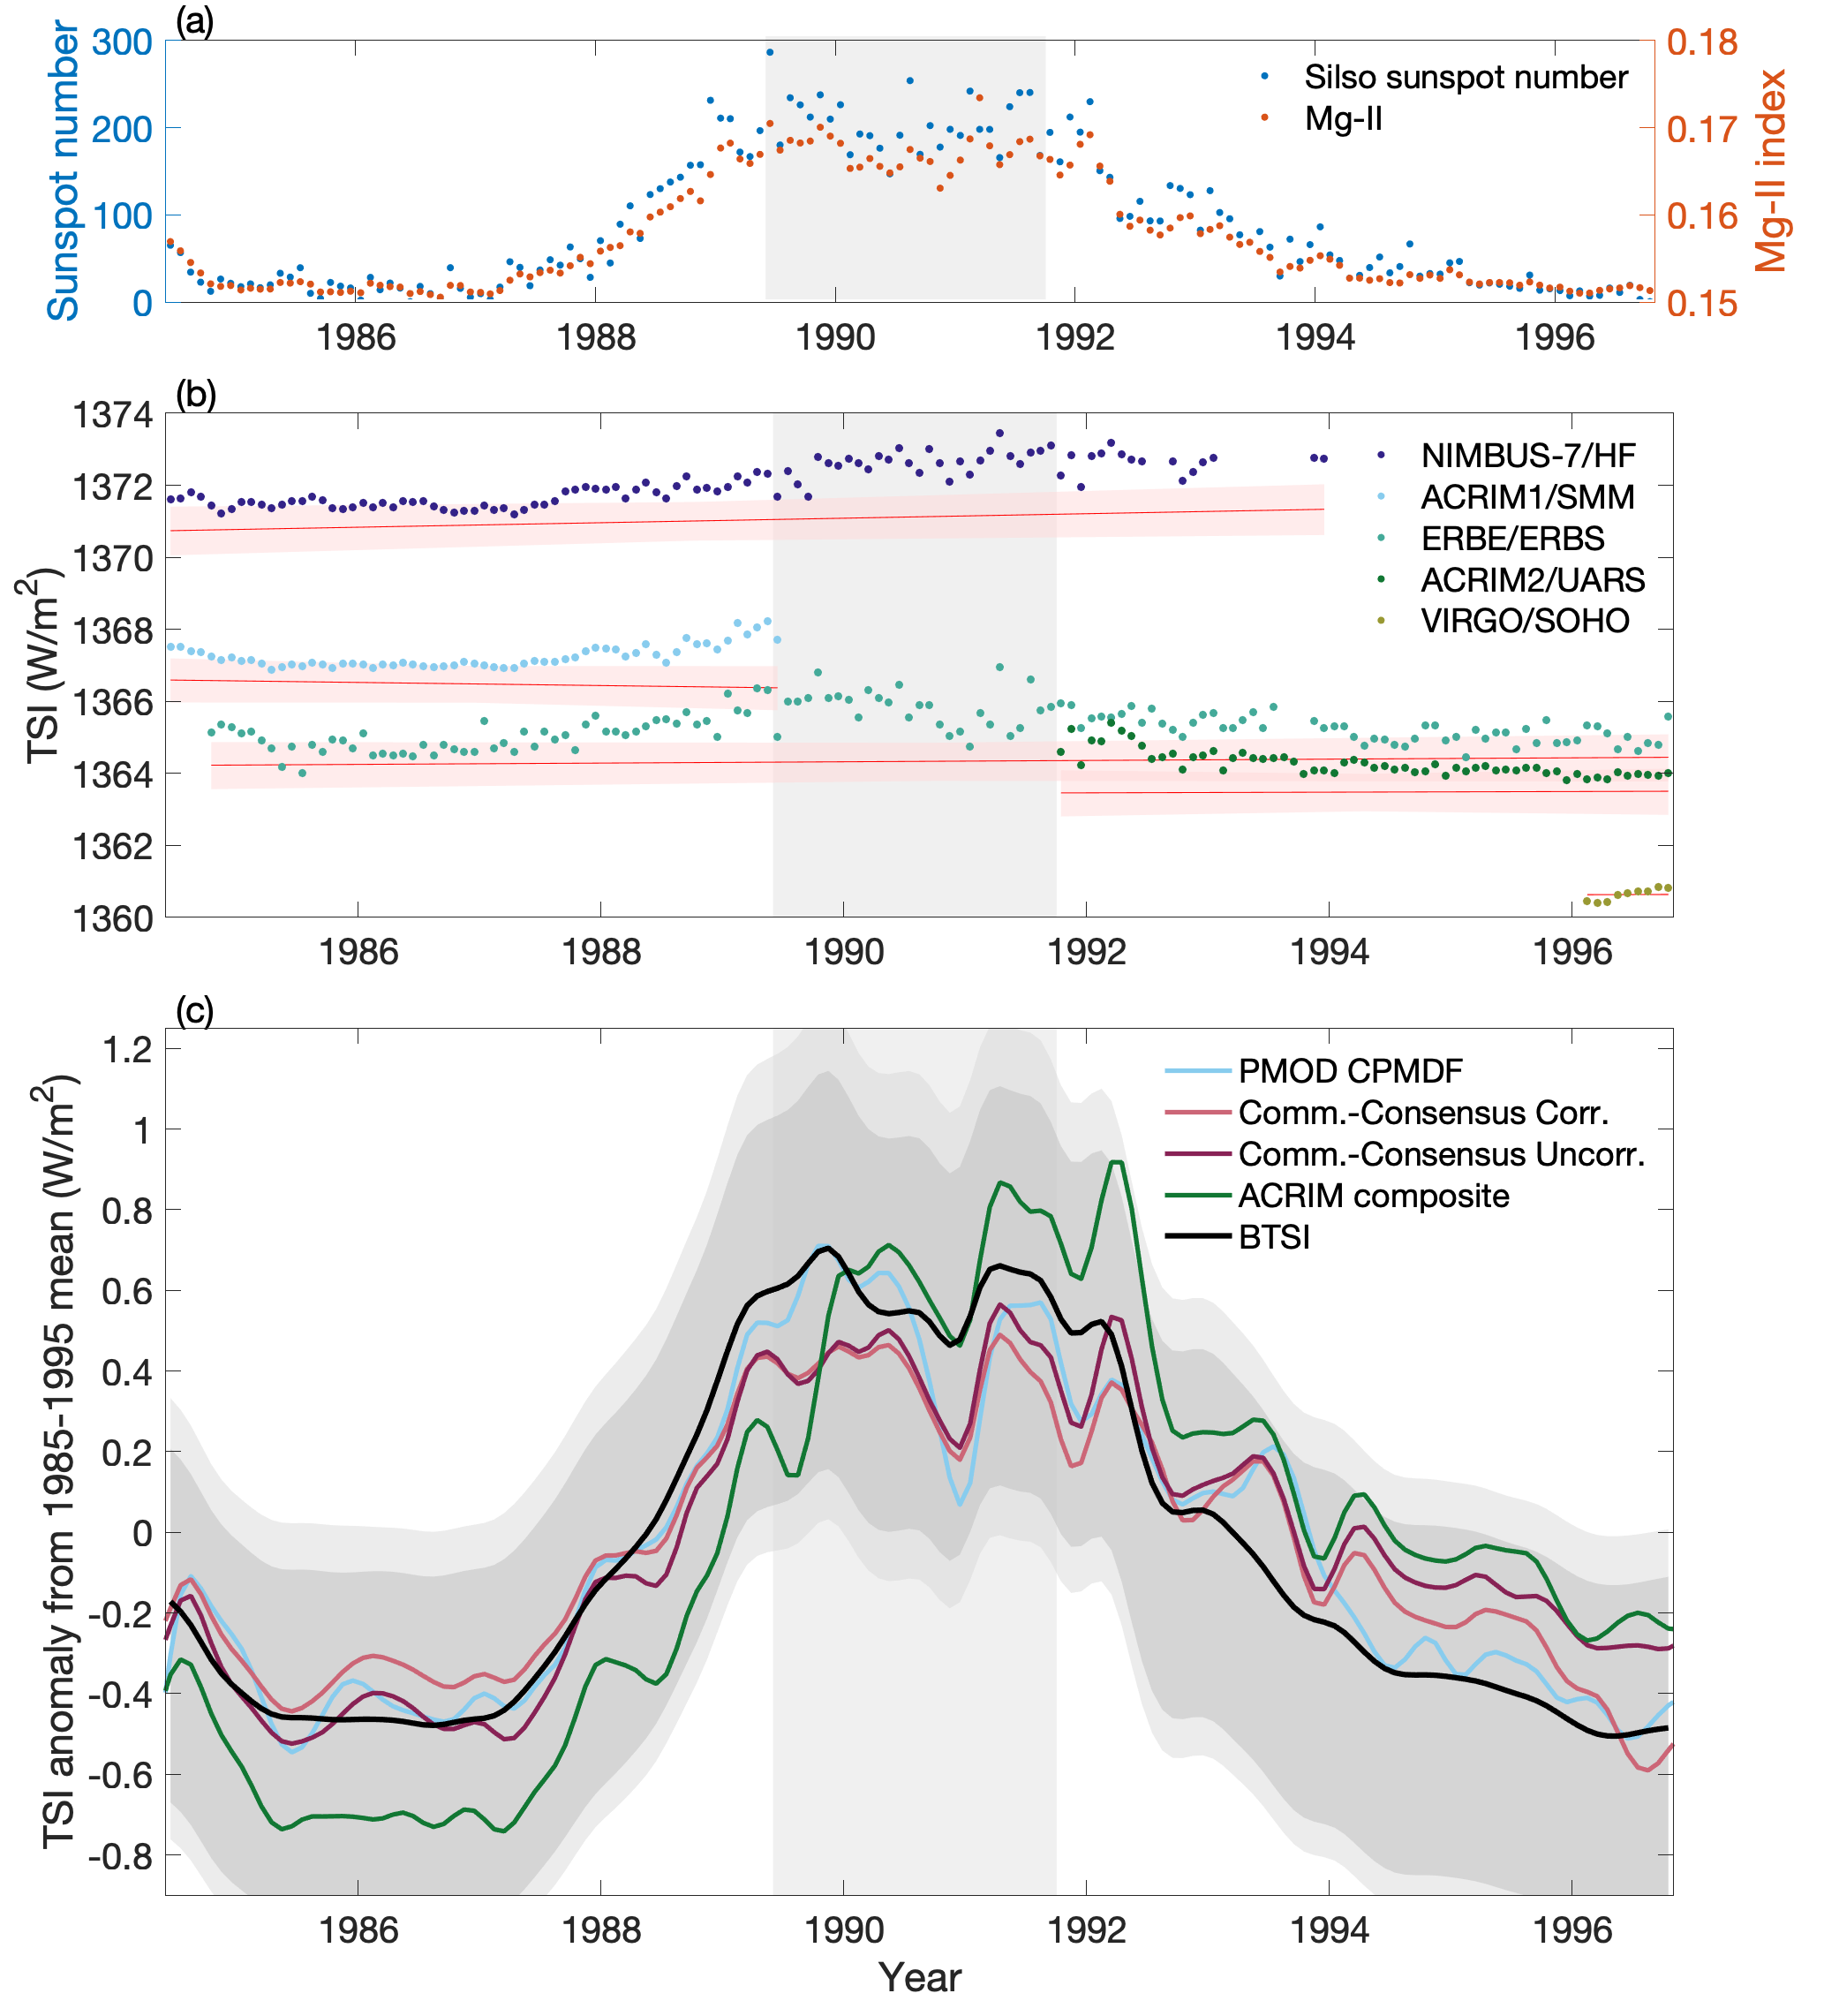 (a)
Sunspot number
300
200
100
0
0.18
0.17
0.16
0.15
Mg-II index
Silso sunspot number
Mg-II
1986 1988 1990 1992 1994 1996
(b)
TSI (W/m²)
1374
1372
1370
1368
1366
1364
1362
1360
NIMBUS-7/HF
ACRIM1/SMM
ERBE/ERBS
ACRIM2/UARS
VIRGO/SOHO
1986 1988 1990 1992 1994 1996
(c)
TSI anomaly from 1985-1995 mean (W/m²)
1.2
1
0.8
0.6
0.4
0.2
0
-0.2
-0.4
-0.6
-0.8
PMOD CPMDF
Comm.-Consensus Corr.
Comm.-Consensus Uncorr.
ACRIM composite
BTSI
1986 1988 1990 1992 1994 1996
Year